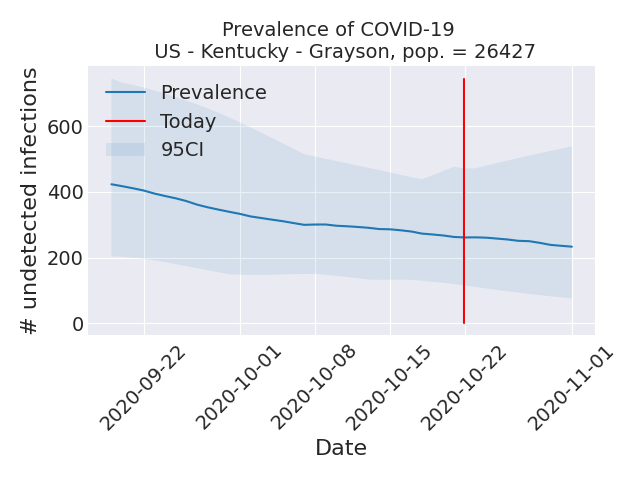 Prevalence of COVID-19
US - Kentucky - Grayson, pop. = 26427
# undetected infections
600
400
200
0
Prevalence
Today
95CI
2020-09-22
2020-10-01
2020-10-08
2020-10-15
2020-10-22
2020-11-01
Date